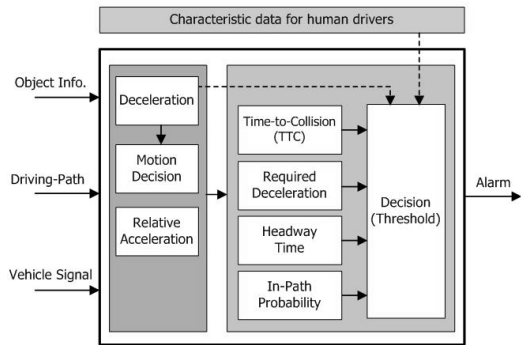 Characteristic data for human drivers
Object Info.
Driving-Path
Vehicle Signal
Deceleration
Motion
Decision
Relative
Acceleration
Time-to-Collision
(TTC)
Required
Deceleration
Headway
Time
In-Path
Probability
Decision
(Threshold)
Alarm